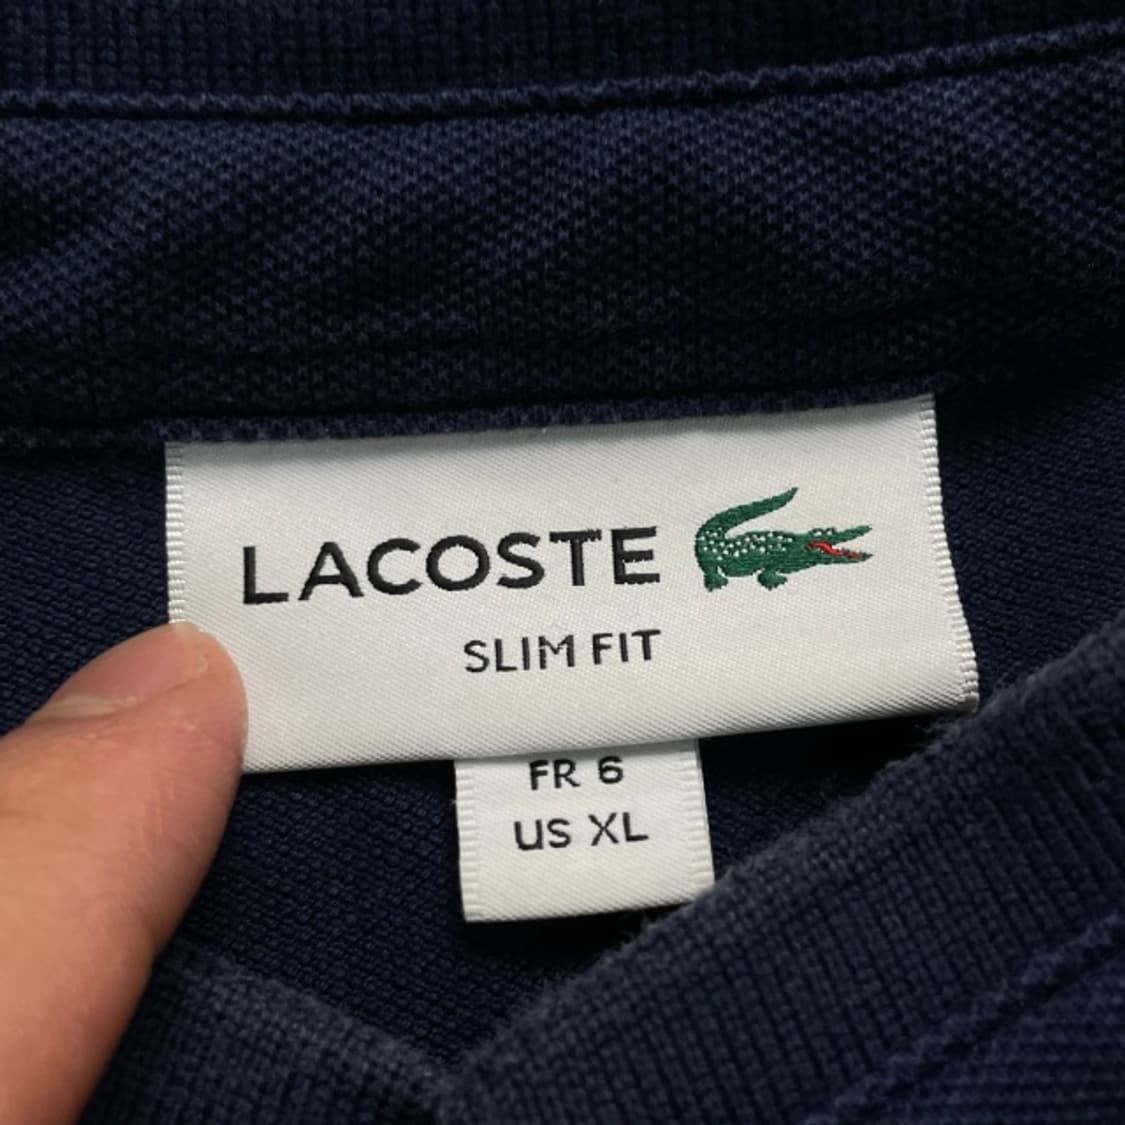 LACOSTE
SLIM FIT
FR 6
US XL